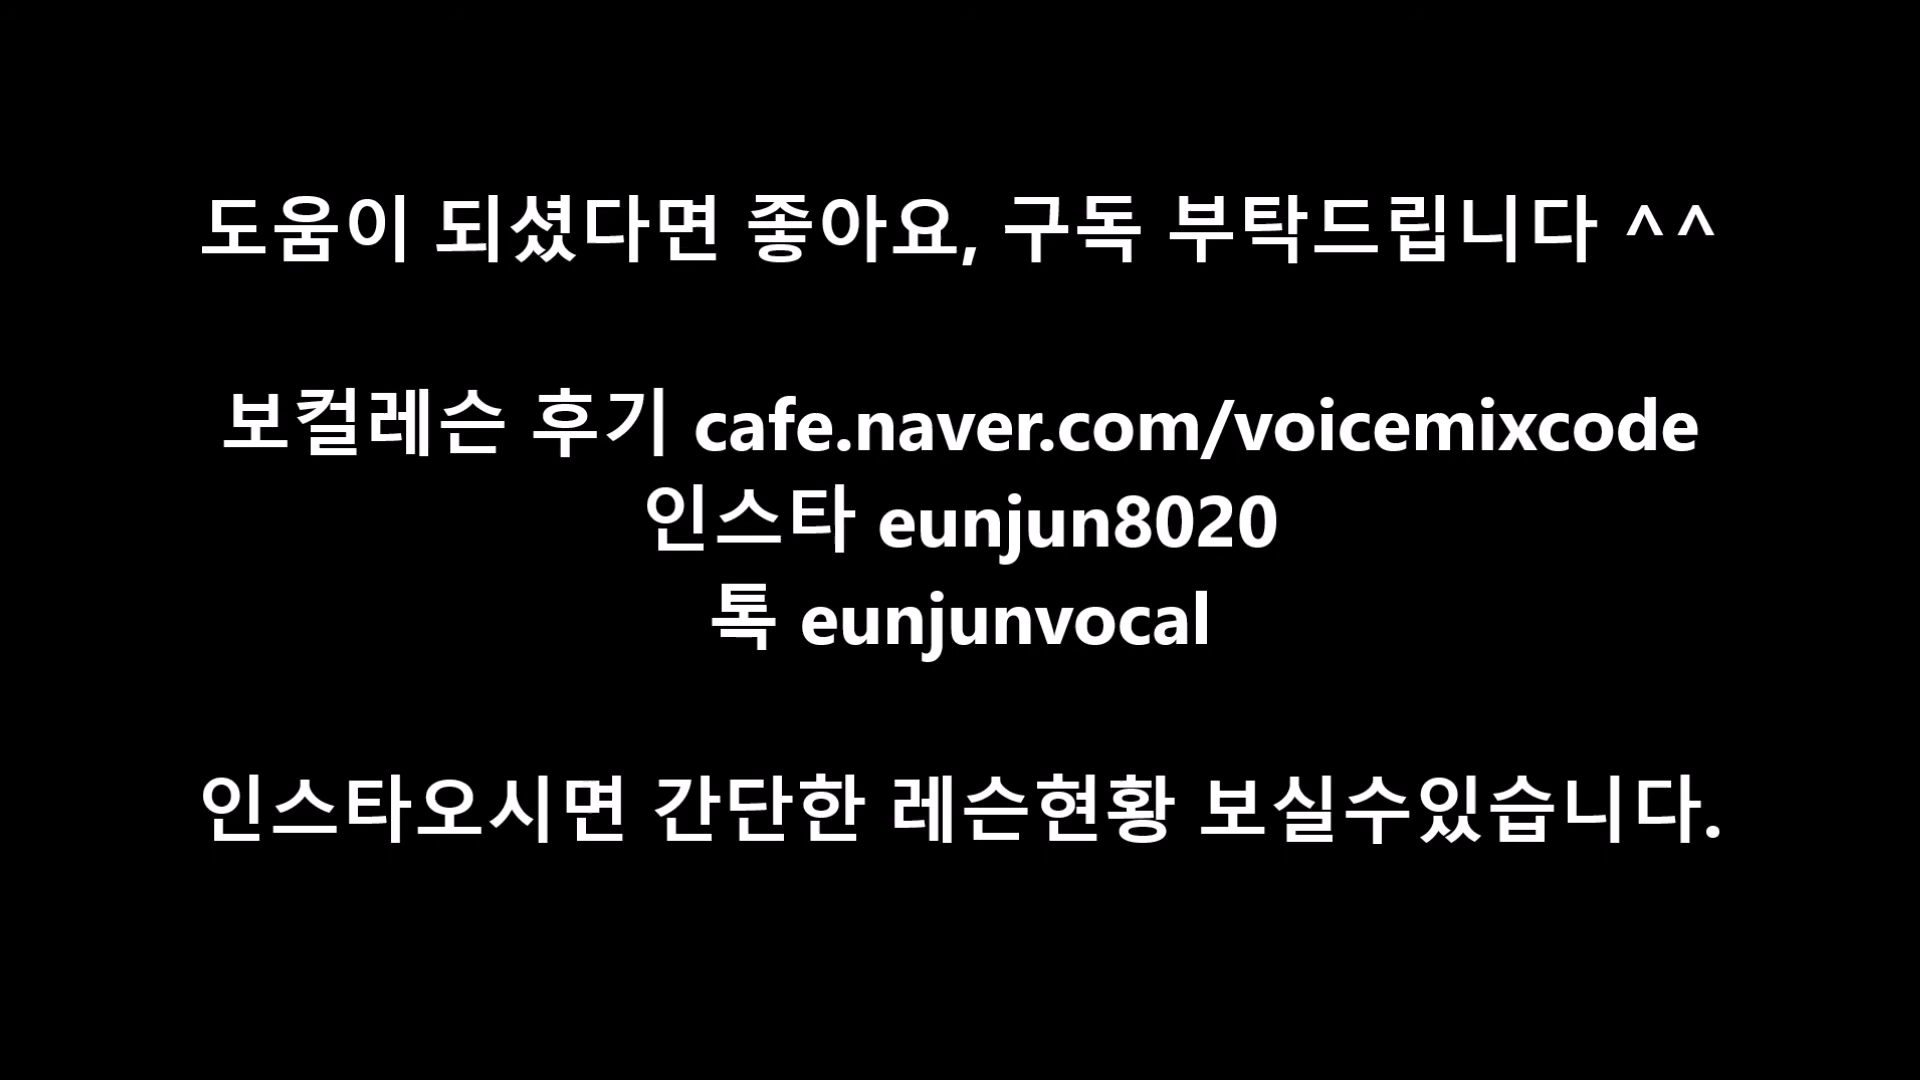 도움이 되셨다면 좋아요, 구독 부탁드립니다 ^^
보컬레슨 후기 cafe.naver.com/voicemixcode
인스타 eunjun8020
톡 eunjunvocal
인스타오시면 간단한 레슨현황 보실수있습니다.